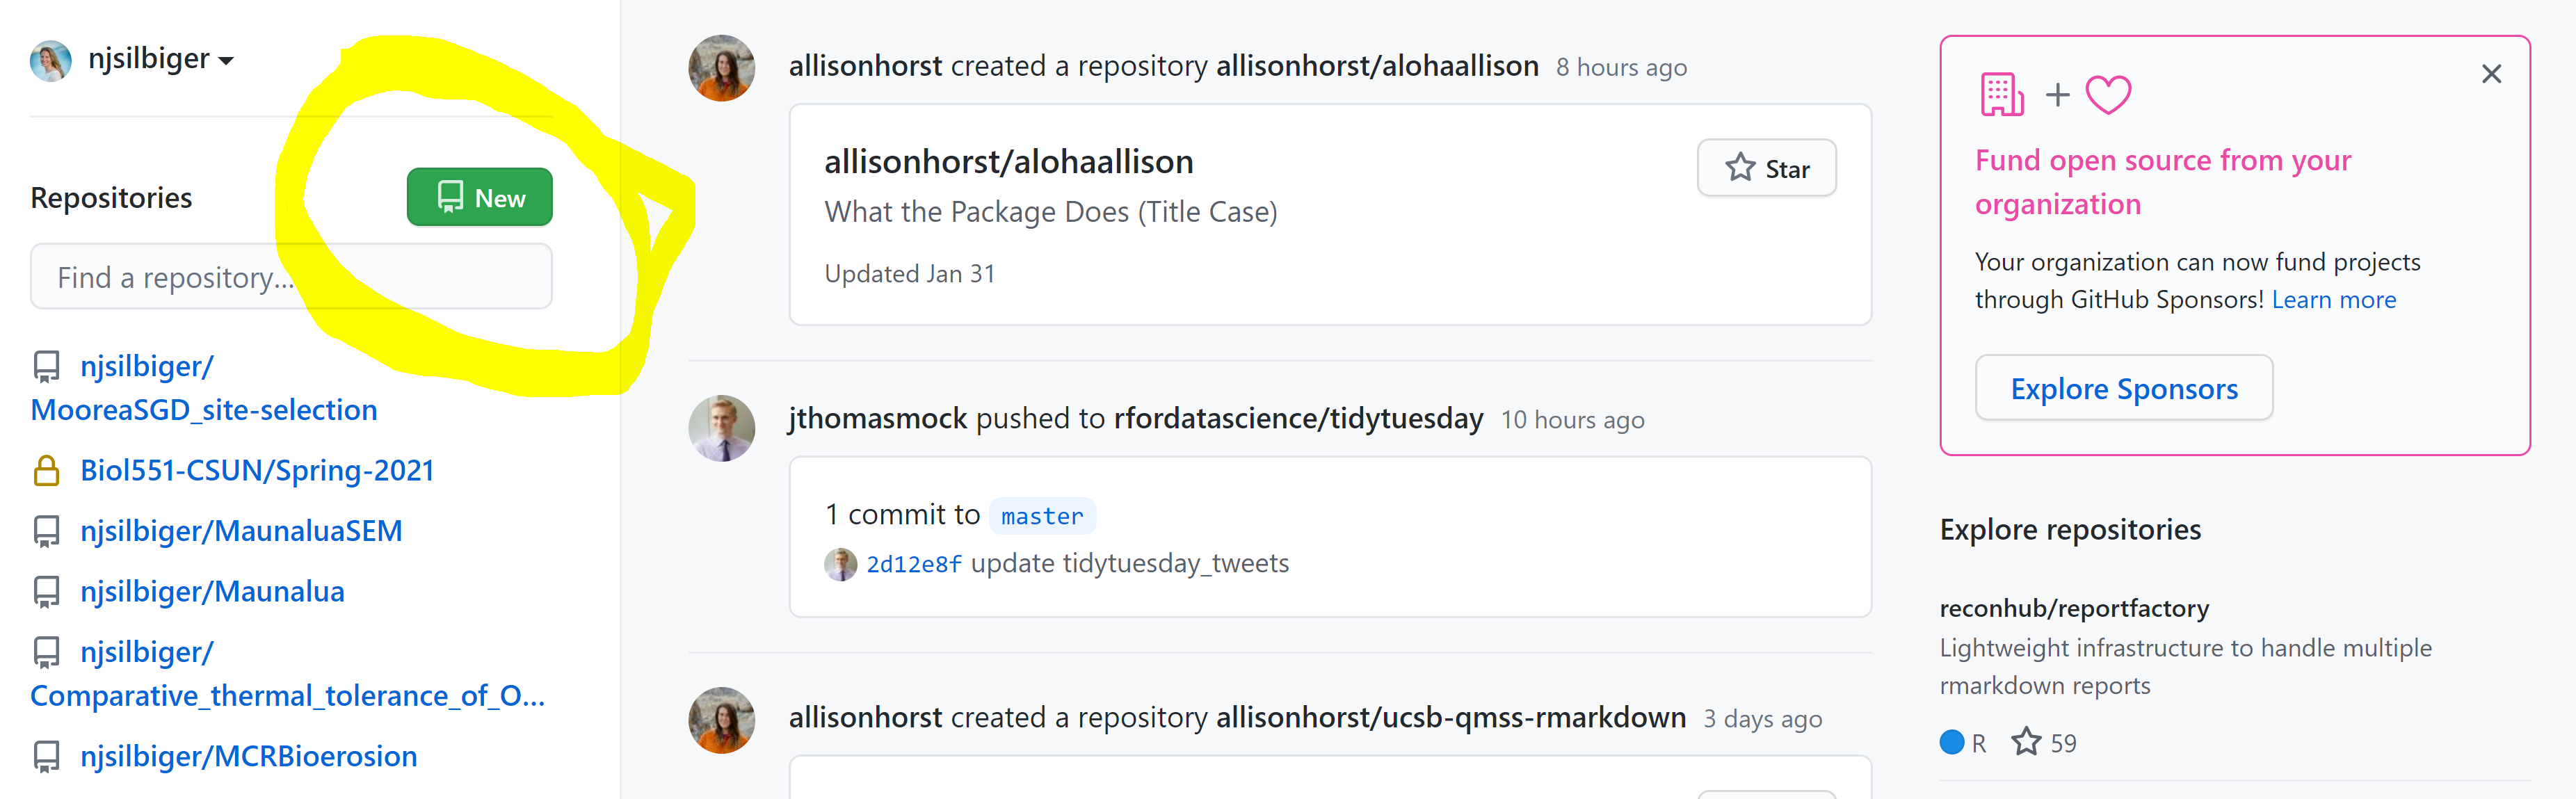 njsilbiger
Repositories
New
Find a repository...
njsilbiger/
MooreaSGD_site-selection
Biol551-CSUN/Spring-2021
njsilbiger/MaunaluaSEM
njsilbiger/Maunalua
njsilbiger/
Comparative_thermal_tolerance_of_O...
njsilbiger/MCRBioerosion
allisonhorst created a repository allisonhorst/alohaallison 8 hours ago
allisonhorst/alohaallison
Star
What the Package Does (Title Case)
Updated Jan 31
jthomasmock pushed to rfordatascience/tidytuesday 10 hours ago
1 commit to master
2d12e8f update tidytuesday_tweets
allisonhorst created a repository allisonhorst/ucsb-qmss-rmarkdown 3 days ago
Fund open source from your
organization
Your organization can now fund projects
through GitHub Sponsors! Learn more
Explore Sponsors
Explore repositories
reconhub/reportfactory
Lightweight infrastructure to handle multiple
rmarkdown reports
R 59